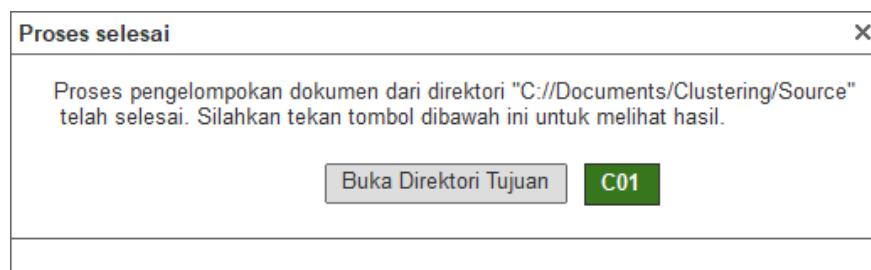 Proses selesai
Proses pengelompokan dokumen dari direktori "C://Documents/Clustering/Source"
telah selesai. Silahkan tekan tombol dibawah ini untuk melihat hasil.
Buka Direktori Tujuan C01